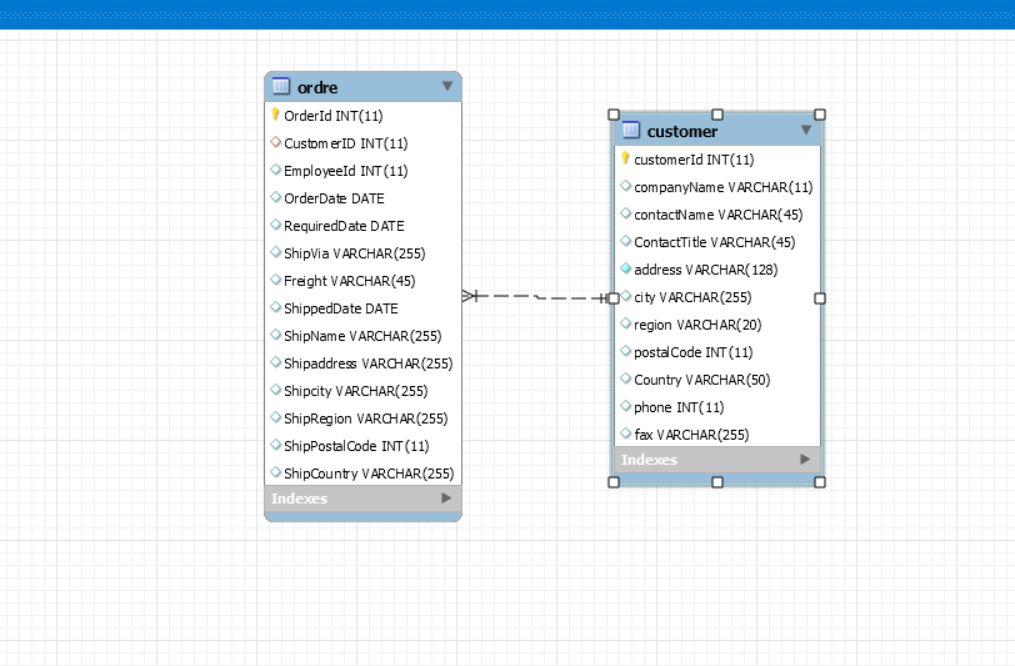 ordre
OrderId INT(11)
CustomerID INT(11)
EmployeeId INT(11)
OrderDate DATE
RequiredDate DATE
ShipVia VARCHAR(255)
Freight VARCHAR(45)
ShippedDate DATE
ShipName VARCHAR(255)
Shipaddress VARCHAR(255)
Shipcity VARCHAR(255)
ShipRegion VARCHAR(255)
ShipPostalCode INT(11)
ShipCountry VARCHAR(255)
Indexes
customer
customerId INT(11)
companyName VARCHAR(11)
contactName VARCHAR(45)
ContactTitle VARCHAR(45)
address VARCHAR(128)
city VARCHAR(255)
region VARCHAR(20)
postalCode INT(11)
Country VARCHAR(50)
phone INT(11)
fax VARCHAR(255)
Indexes